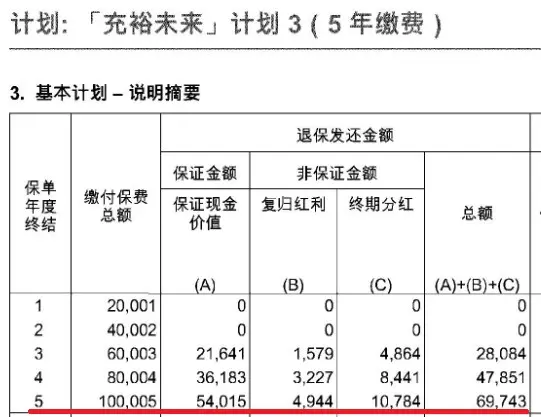 计划:「充裕未来」计划 3 ( 5 年缴费 )
3. 基本计划 – 说明摘要
保单年度终结 缴付保费总额 退保发还金额
保证金额 非保证金额
保证现金价值 复归红利 终期分红 总额
(A) (B) (C) (A)+(B)+(C)
1 20,001 0 0 0 0
2 40,002 0 0 0 0
3 60,003 21,641 1,579 4,864 28,084
4 80,004 36,183 3,227 8,441 47,851
5 100,005 54,015 4,944 10,784 69,743